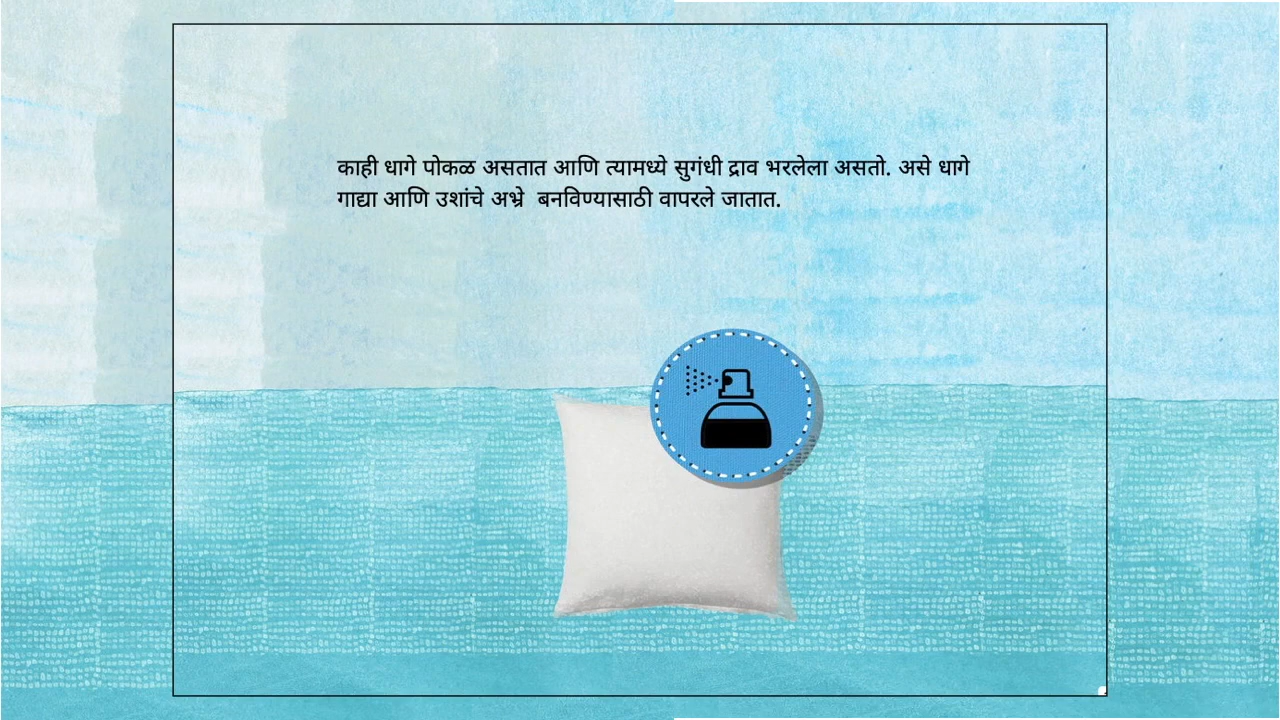 काही धागे पोकळ असतात आणि त्यामध्ये सुगंधी द्राव भरलेला असतो. असे धागे
गाद्या आणि उशांचे अभ्रे  बनविण्यासाठी वापरले जातात.